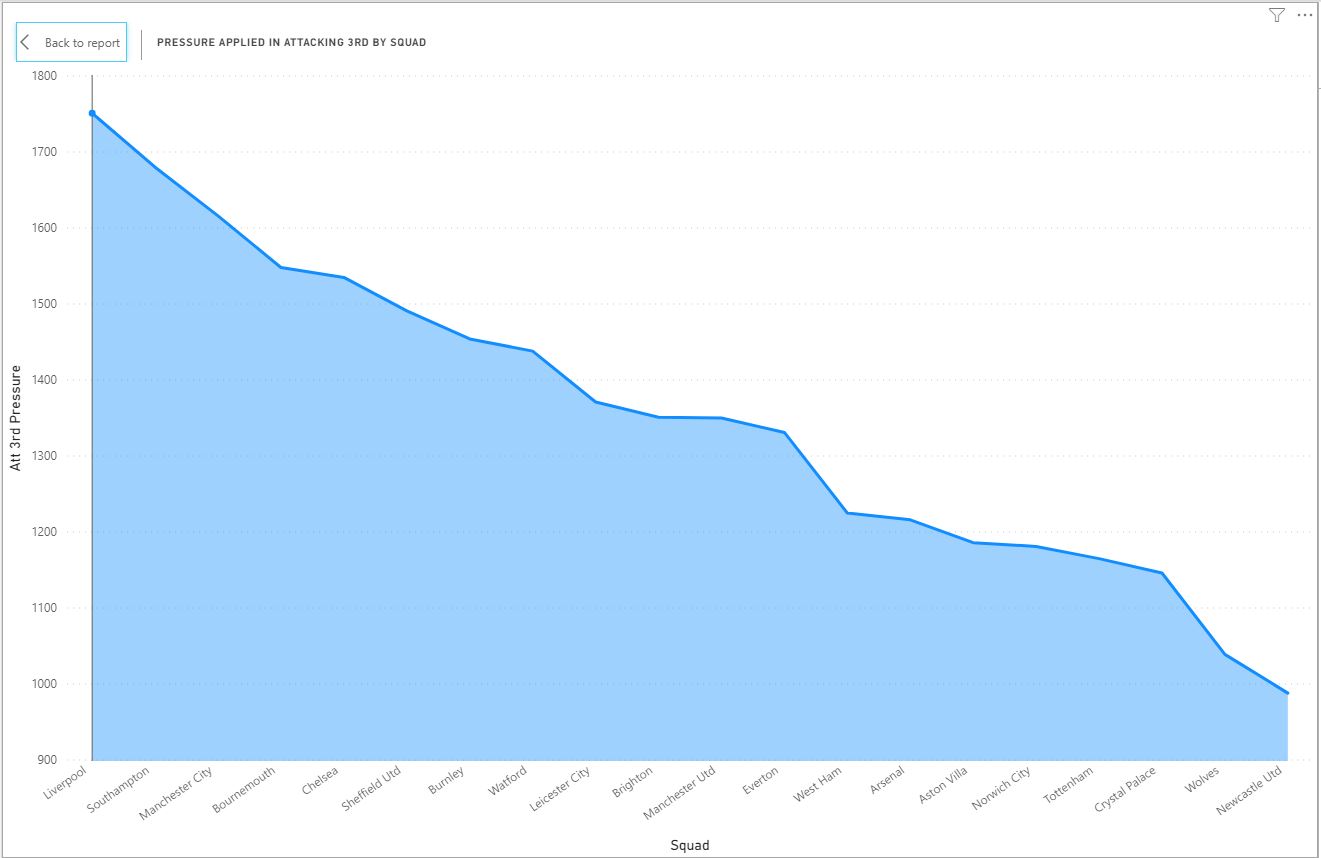 Back to report
PRESSURE APPLIED IN ATTACKING 3RD BY SQUAD
1800
1700
1600
1500
1400
1300
1200
1100
1000
900
Att 3rd Pressure
Liverpool
Southampton
Manchester City
Bournemouth
Chelsea
Sheffield Utd
Burnley
Watford
Leicester City
Brighton
Manchester Utd
Everton
West Ham
Arsenal
Aston Villa
Norwich City
Tottenham
Crystal Palace
Wolves
Newcastle Utd
Squad